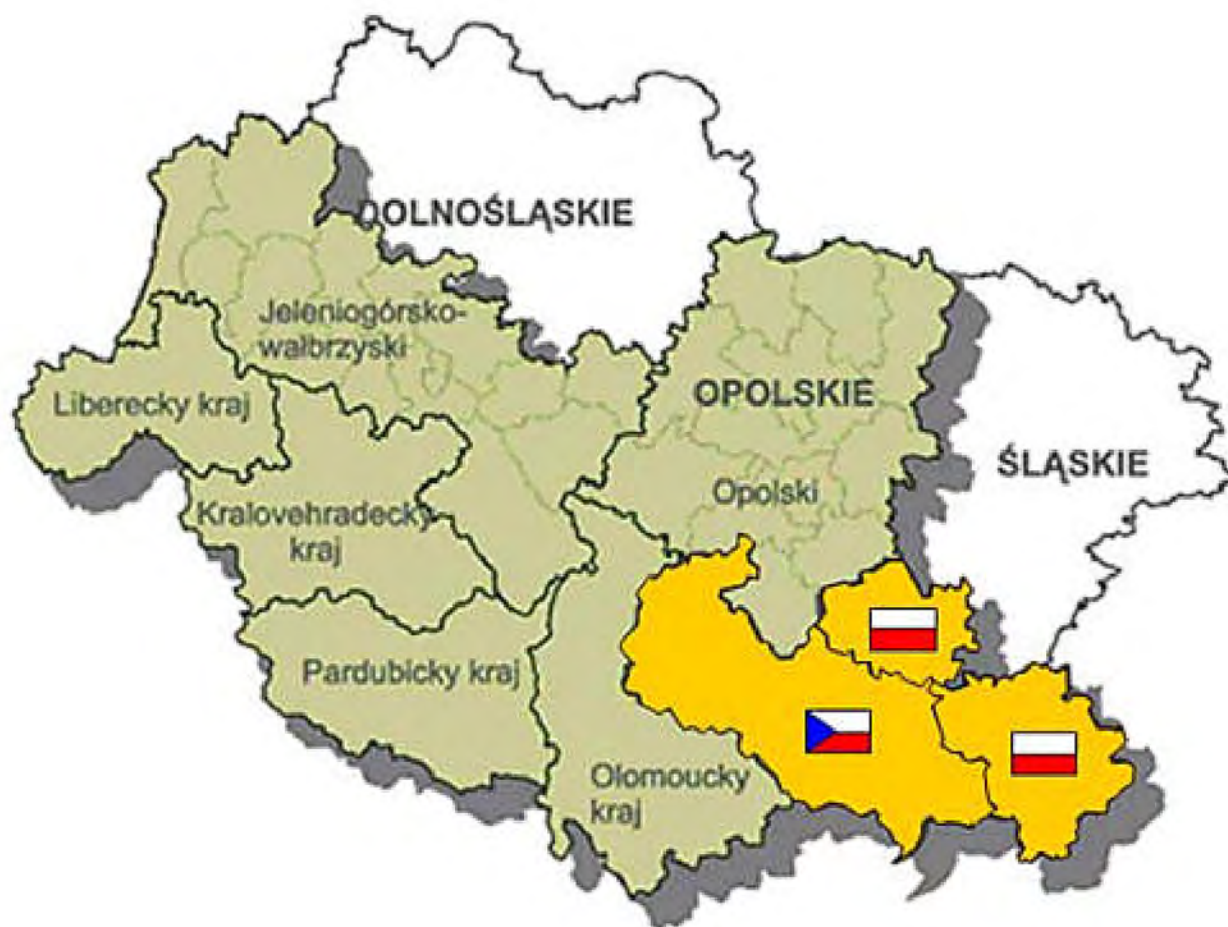 DOLNOŚLĄSKIE
Jeleniogórsko-
wałbrzyski
Liberecky kraj
OPOLSKIE
ŚLĄSKIE
Opolski
Kralovehradecky
kraj
Pardubicky kraj
Olomoucky
kraj